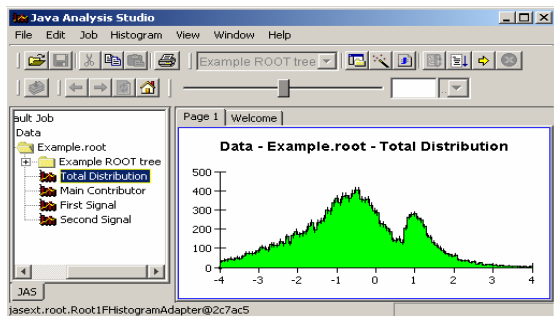 Java Analysis Studio
File Edit Job Histogram View Window Help
Example ROOT tree
Page 1 Welcome
ault Job
Data
Example.root
Example ROOT tree
Total Distribution
Main Contributor
First Signal
Second Signal
JAS
Data - Example.root - Total Distribution
500
400
300
200
100
0
-4 -3 -2 -1 0 1 2 3 4
jasext.root.Root1FHistogramAdapter@2c7ac5